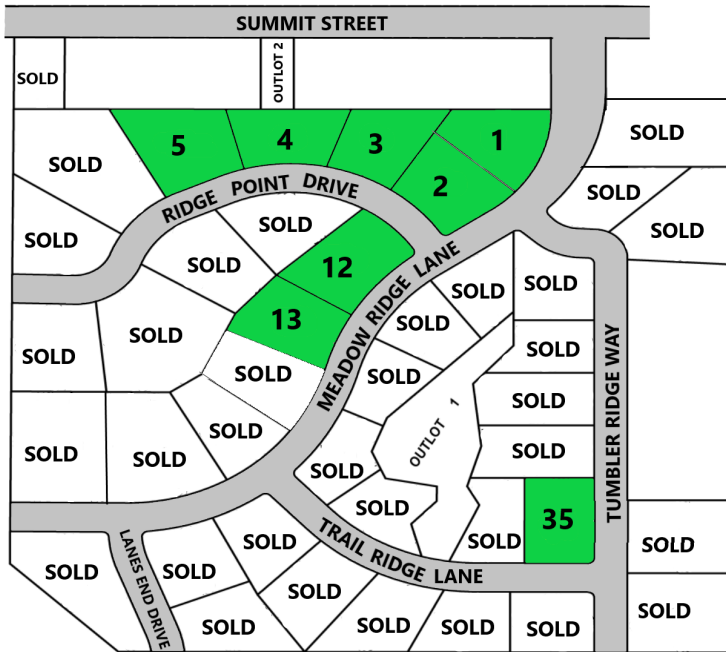 SUMMIT STREET
SOLD
OUTLOT 2
SOLD
5
4
3
1
2
SOLD
SOLD
SOLD
RIDGE POINT DRIVE
SOLD
SOLD
SOLD
12
MEADOW RIDGE LANE
SOLD
SOLD
13
SOLD
SOLD
SOLD
SOLD
SOLD
SOLD
SOLD
TUMBLER RIDGE WAY
SOLD
OUTLOT 1
SOLD
SOLD
SOLD
SOLD
SOLD
SOLD
35
TRAIL RIDGE LANE
SOLD
SOLD
SOLD
LANES END DRIVE
SOLD
SOLD
SOLD
SOLD
SOLD
SOLD
SOLD
SOLD